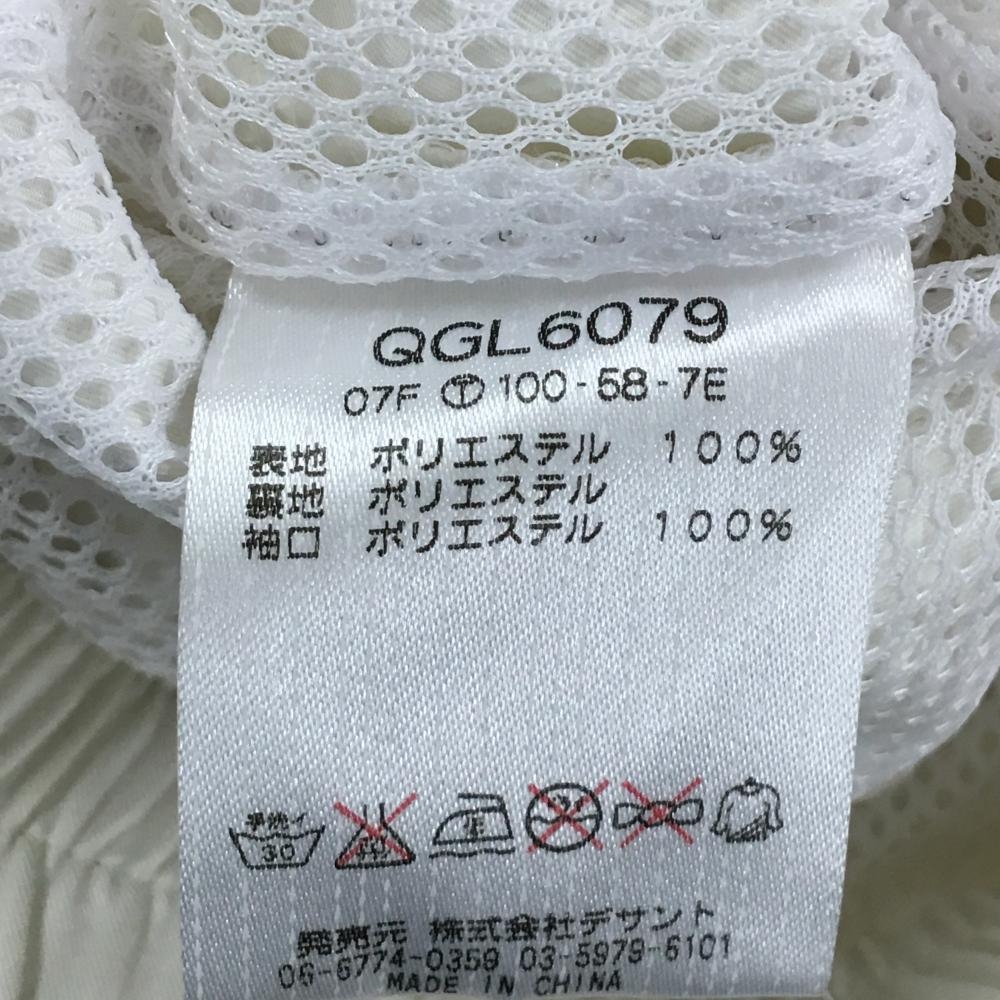 QGL6079
07F Ⓣ 100-58-7E
表地 ポリエステル 100%
裏地 ポリエステル
袖口 ポリエステル 100%
手洗イ
30
発売元 株式会社デサント
06-6774-0359 03-5979-6101
MADE IN CHINA